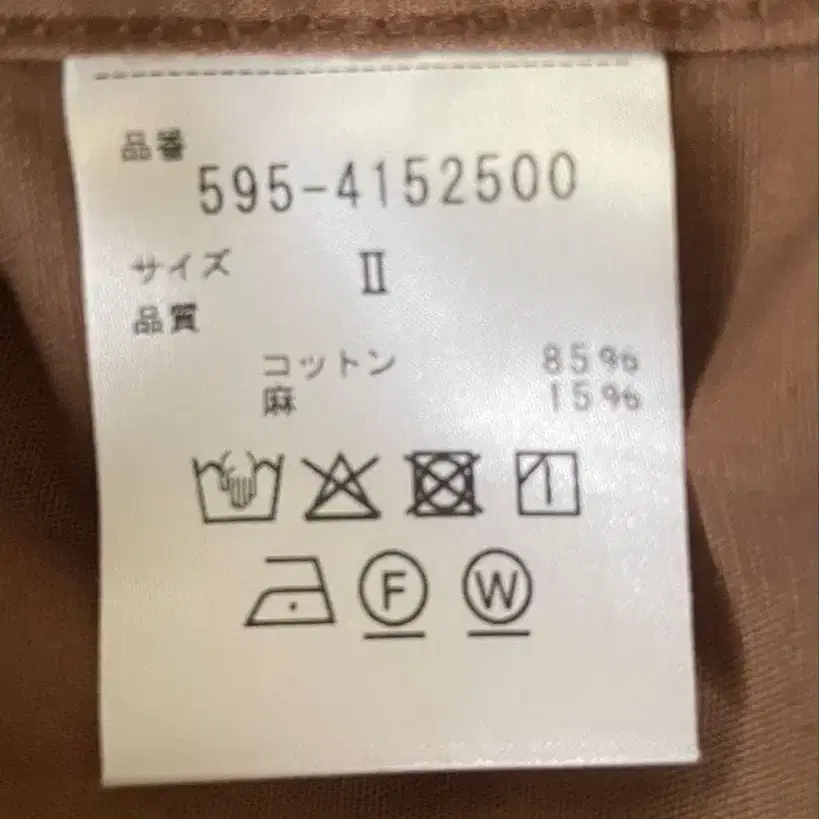 品番
595-4152500
サイズ Ⅱ
品質
コットン 85%
麻 15%
F W